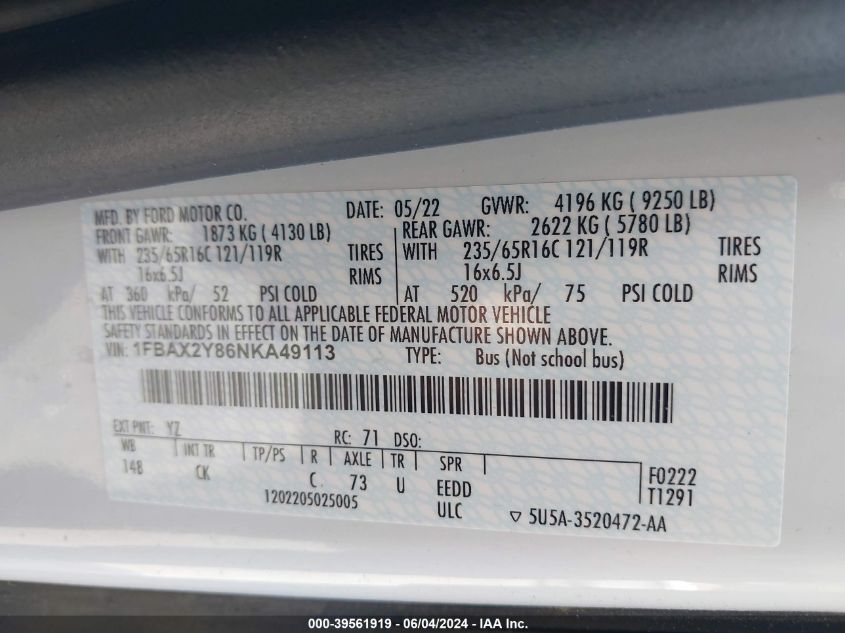 MFD. BY FORD MOTOR CO. DATE: 05/22 GVWR: 4196 KG ( 9250 LB)
FRONT GAWR: 1873 KG ( 4130 LB) REAR GAWR: 2622 KG ( 5780 LB)
WITH 235/65R16C 121/119R TIRES WITH 235/65R16C 121/119R TIRES
16x6.5J RIMS 16x6.5J RIMS
AT 360 kPa/ 52 PSI COLD AT 520 kPa/ 75 PSI COLD
THIS VEHICLE CONFORMS TO ALL APPLICABLE FEDERAL MOTOR VEHICLE
SAFETY STANDARDS IN EFFECT ON THE DATE OF MANUFACTURE SHOWN ABOVE.
VIN: 1FBAX2Y86NKA49113 TYPE: Bus (Not school bus)
EXT PNT: YZ RC: 71 DSO:
WB INT TR TP/PS R AXLE TR SPR F0222
148 CK C. 73 U EEDD T1291
1202205025005 ULC ▽ 5U5A-3520472-AA
000-39561919 - 06/04/2024 - IAA Inc.